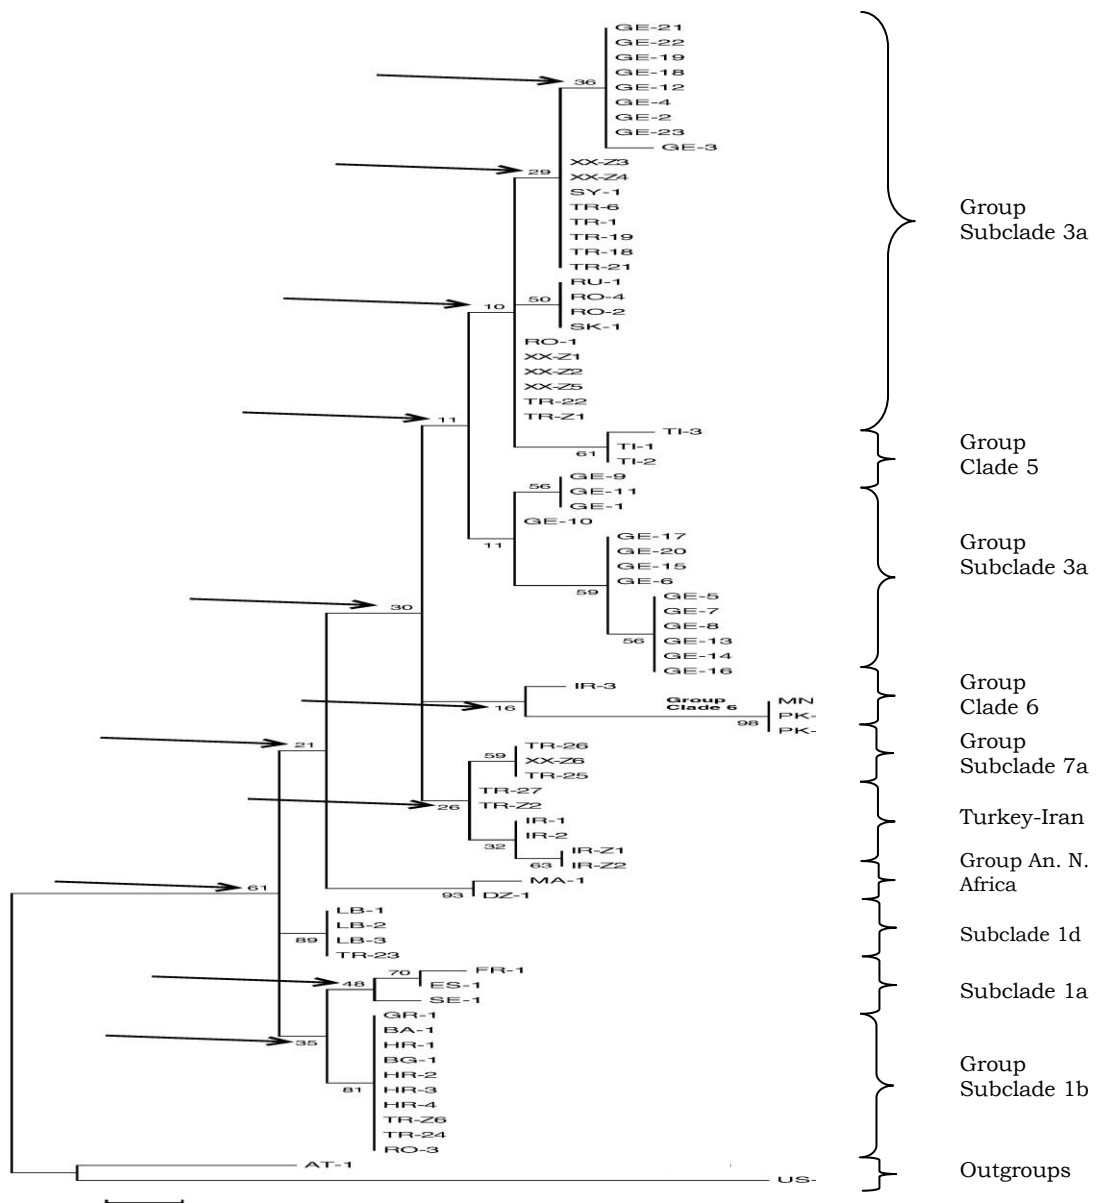 GE-21
GE-22
GE-19
GE-18
36
GE-12
GE-4
GE-2
GE-23
GE-3
XX-Z3
29
XX-Z4
SY-1
TR-6
Group
Subclade 3a
TR-1
TR-19
TR-18
TR-21
RU-1
50
RO-4
10
RO-2
SK-1
RO-1
XX-Z1
XX-Z2
XX-Z5
TR-22
TR-Z1
11
TI-3
Group
Clade 5
TI-1
61
TI-2
GE-9
56
GE-11
GE-1
GE-10
GE-17
11
Group
Subclade 3a
GE-20
GE-15
GE-6
59
GE-5
30
GE-7
GE-8
GE-13
56
GE-14
GE-16
IR-3
Group
Clade 6
Group
Clade 6
MN
16
PK-
98
PK-
21
TR-26
Group
Subclade 7a
59
XX-Z6
TR-25
TR-27
26
TR-Z2
IR-1
Turkey-Iran
IR-2
32
IR-Z1
63
IR-Z2
Group An. N.
Africa
MA-1
61
93
DZ-1
LB-1
LB-2
89
LB-3
Subclade 1d
TR-23
70
FR-1
48
ES-1
Subclade 1a
SE-1
GR-1
BA-1
35
HR-1
BG-1
HR-2
Group
Subclade 1b
81
HR-3
HR-4
TR-Z6
TR-24
RO-3
AT-1
Outgroups
US-